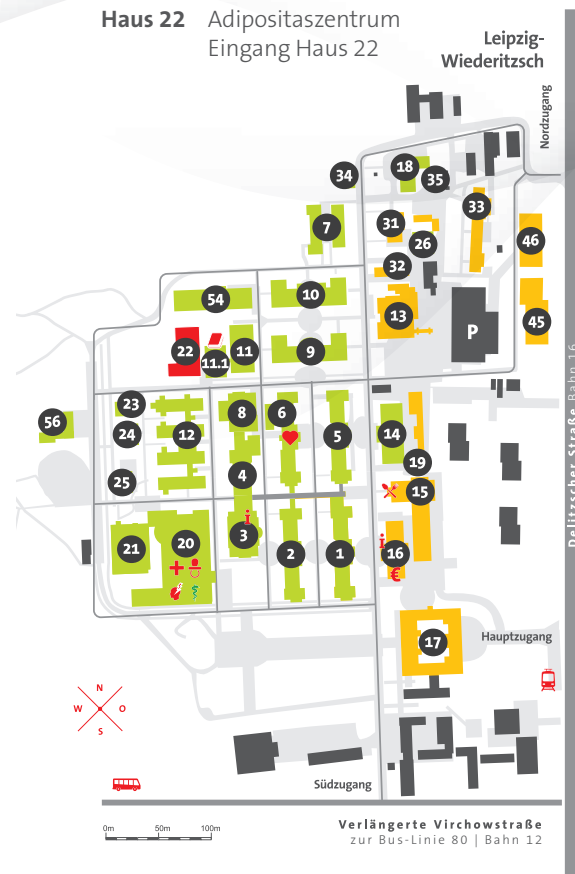 Haus 22 Adipositaszentrum
Eingang Haus 22
Leipzig-
Wiederitzsch
Nordzugang
34
18
35
33
7
31
26
46
32
54
10
13
45
P
22
11.1
11
9
56
23
24
12
8
6
5
14
19
25
4
15
21
20
3
i
2
1
i
16
€
17
Hauptzugang
N
W O
S
Südzugang
0m 50m 100m
Verlängerte Virchowstraße
zur Bus-Linie 80 | Bahn 12
Delitzscher Straße Bahn 16